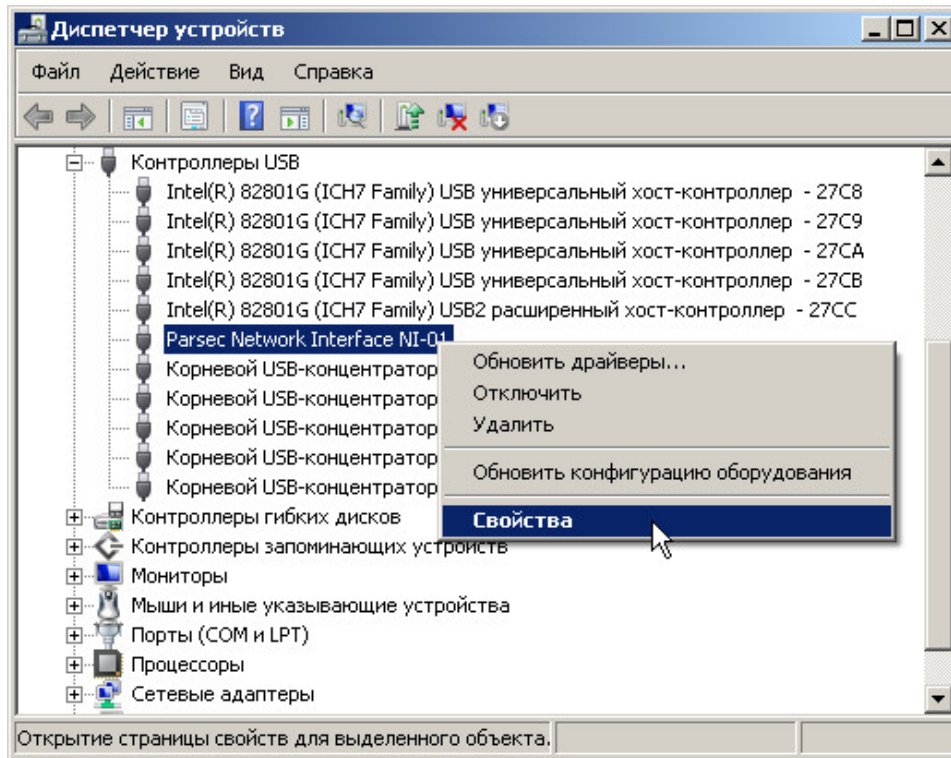 Диспетчер устройств
Файл Действие Вид Справка
Контроллеры USB
Intel(R) 82801G (ICH7 Family) USB универсальный хост-контроллер - 27C8
Intel(R) 82801G (ICH7 Family) USB универсальный хост-контроллер - 27C9
Intel(R) 82801G (ICH7 Family) USB универсальный хост-контроллер - 27CA
Intel(R) 82801G (ICH7 Family) USB универсальный хост-контроллер - 27CB
Intel(R) 82801G (ICH7 Family) USB2 расширенный хост-контроллер - 27CC
Parsec Network Interface NI-01
Корневой USB-концентратор
Корневой USB-концентратор
Корневой USB-концентратор
Корневой USB-концентратор
Корневой USB-концентратор
Обновить драйверы...
Отключить
Удалить
Обновить конфигурацию оборудования
Свойства
Контроллеры гибких дисков
Контроллеры запоминающих устройств
Мониторы
Мыши и иные указывающие устройства
Порты (COM и LPT)
Процессоры
Сетевые адаптеры
Открытие страницы свойств для выделенного объекта.